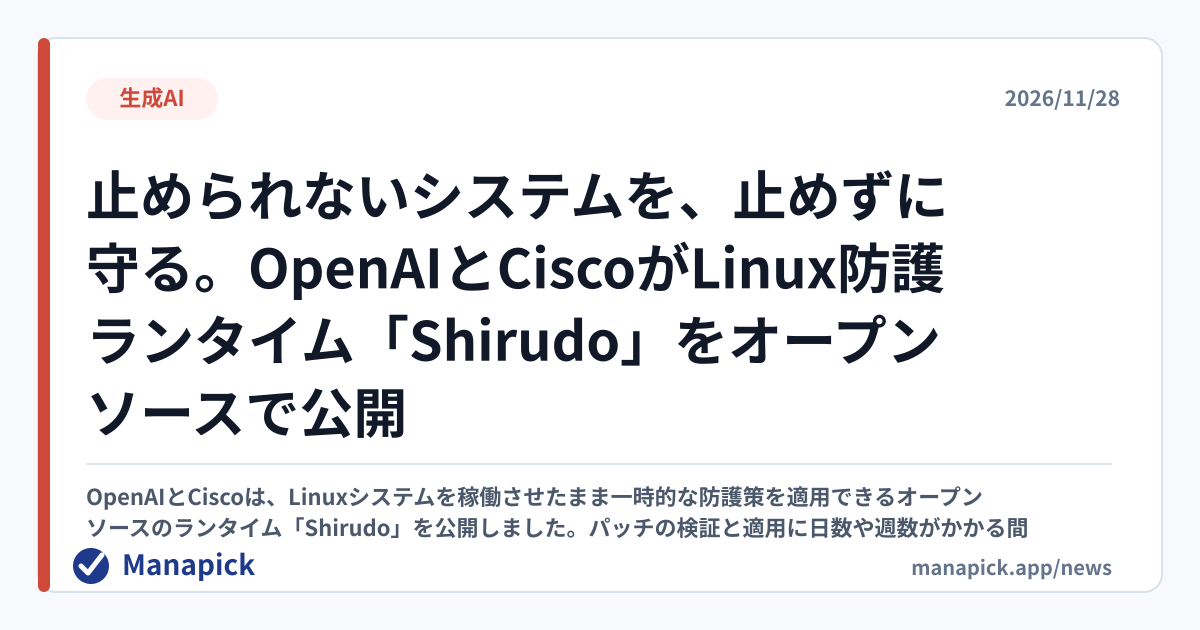 生成AI
2026/11/28
止められないシステムを、止めずに
守る。OpenAIとCiscoがLinux防護
ランタイム「Shirudo」をオープン
ソースで公開
OpenAIとCiscoは、Linuxシステムを稼働させたまま一時的な防護策を適用できるオープン
ソースのランタイム「Shirudo」を公開しました。パッチの検証と適用に日数や週数がかかる間
Manapick
manapick.app/news